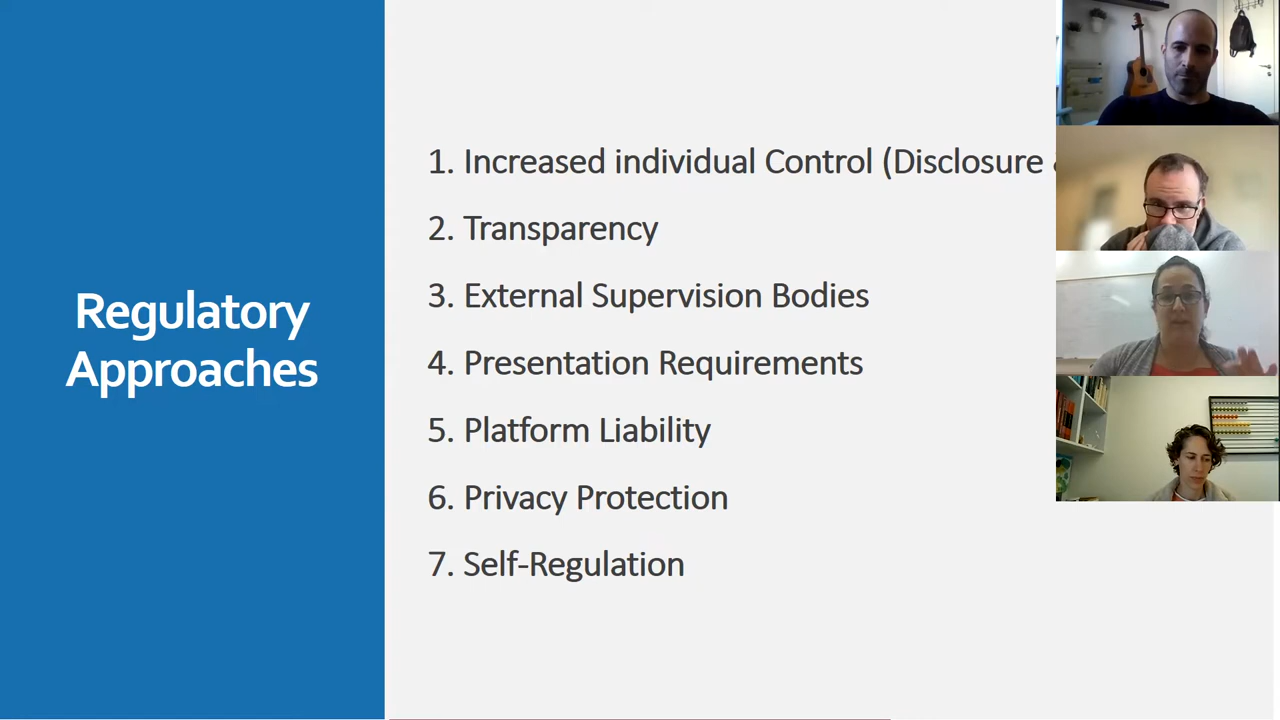 Regulatory
Approaches
1. Increased individual Control (Disclosure
2. Transparency
3. External Supervision Bodies
4. Presentation Requirements
5. Platform Liability
6. Privacy Protection
7. Self-Regulation